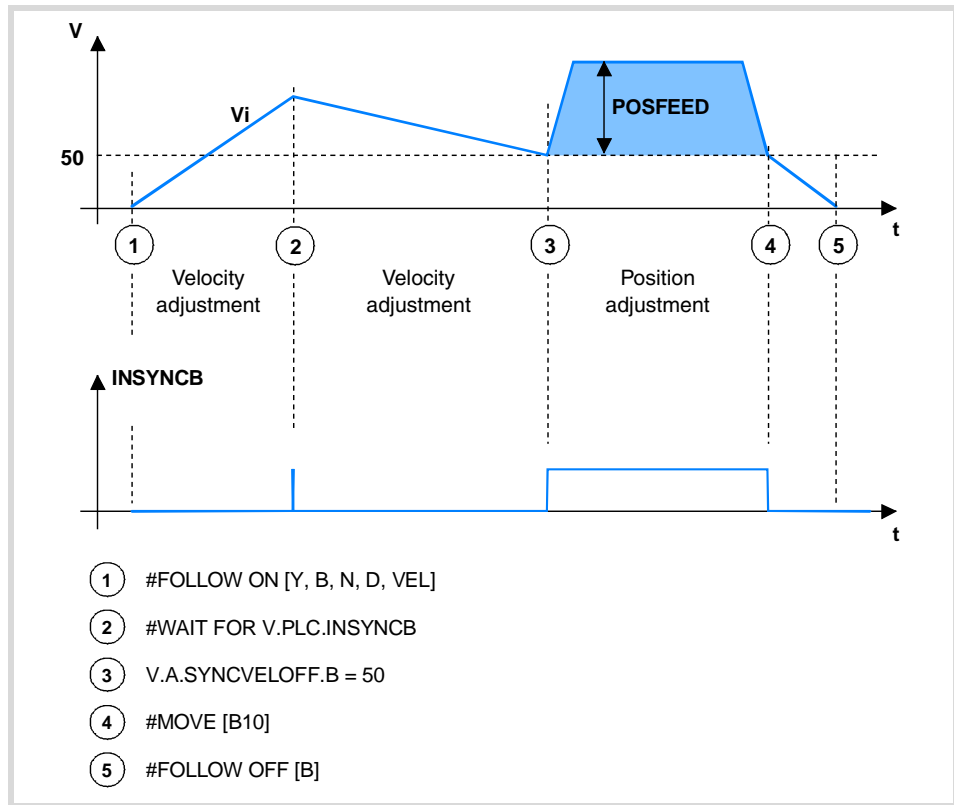 V
Vi
POSFEED
50
t
1 2 3 4 5
Velocity adjustment
Velocity adjustment
Position adjustment
INSYNCB
t
1 #FOLLOW ON [Y, B, N, D, VEL]
2 #WAIT FOR V.PLC.INSYNCB
3 V.A.SYNCVELOFF.B = 50
4 #MOVE [B10]
5 #FOLLOW OFF [B]